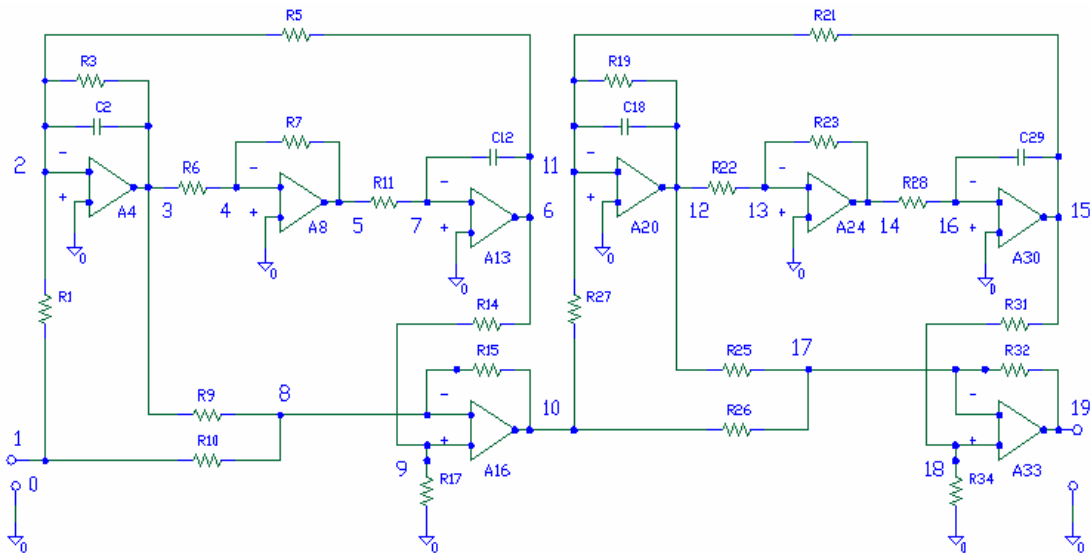 R5 R21
R3 R19
C2 R7 C12 C18 R23 C29
2 - - - 11 - - -
+ R6 + R11 + + R22 + R28 +
A4 3 4 A8 5 7 A13 6 A20 12 13 A24 14 16 A30 15
0 0 0 0 0 0
R1 R14 R27 R31
R15 R25 17 R32
R9 8 - 10 R26 - 19
1 R10 + +
0 9 R17 A16 18 R34 A33
0 0 0 0